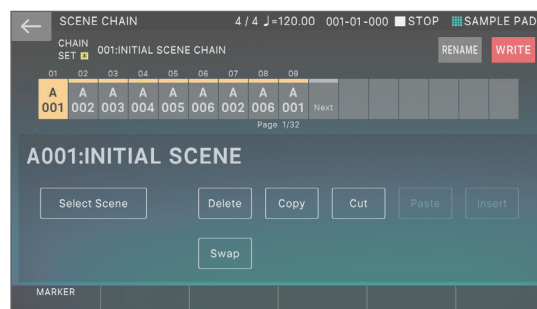 SCENE CHAIN 4 / 4 ♩=120.00 001-01-000 STOP SAMPLE PAD
CHAIN SET E 001:INITIAL SCENE CHAIN RENAME WRITE
01 02 03 04 05 06 07 08 09
A A A A A A A A A
001 002 003 004 005 006 002 006 001 Next
Page 1/32
A001:INITIAL SCENE
Select Scene Delete Copy Cut Paste Insert
Swap
MARKER